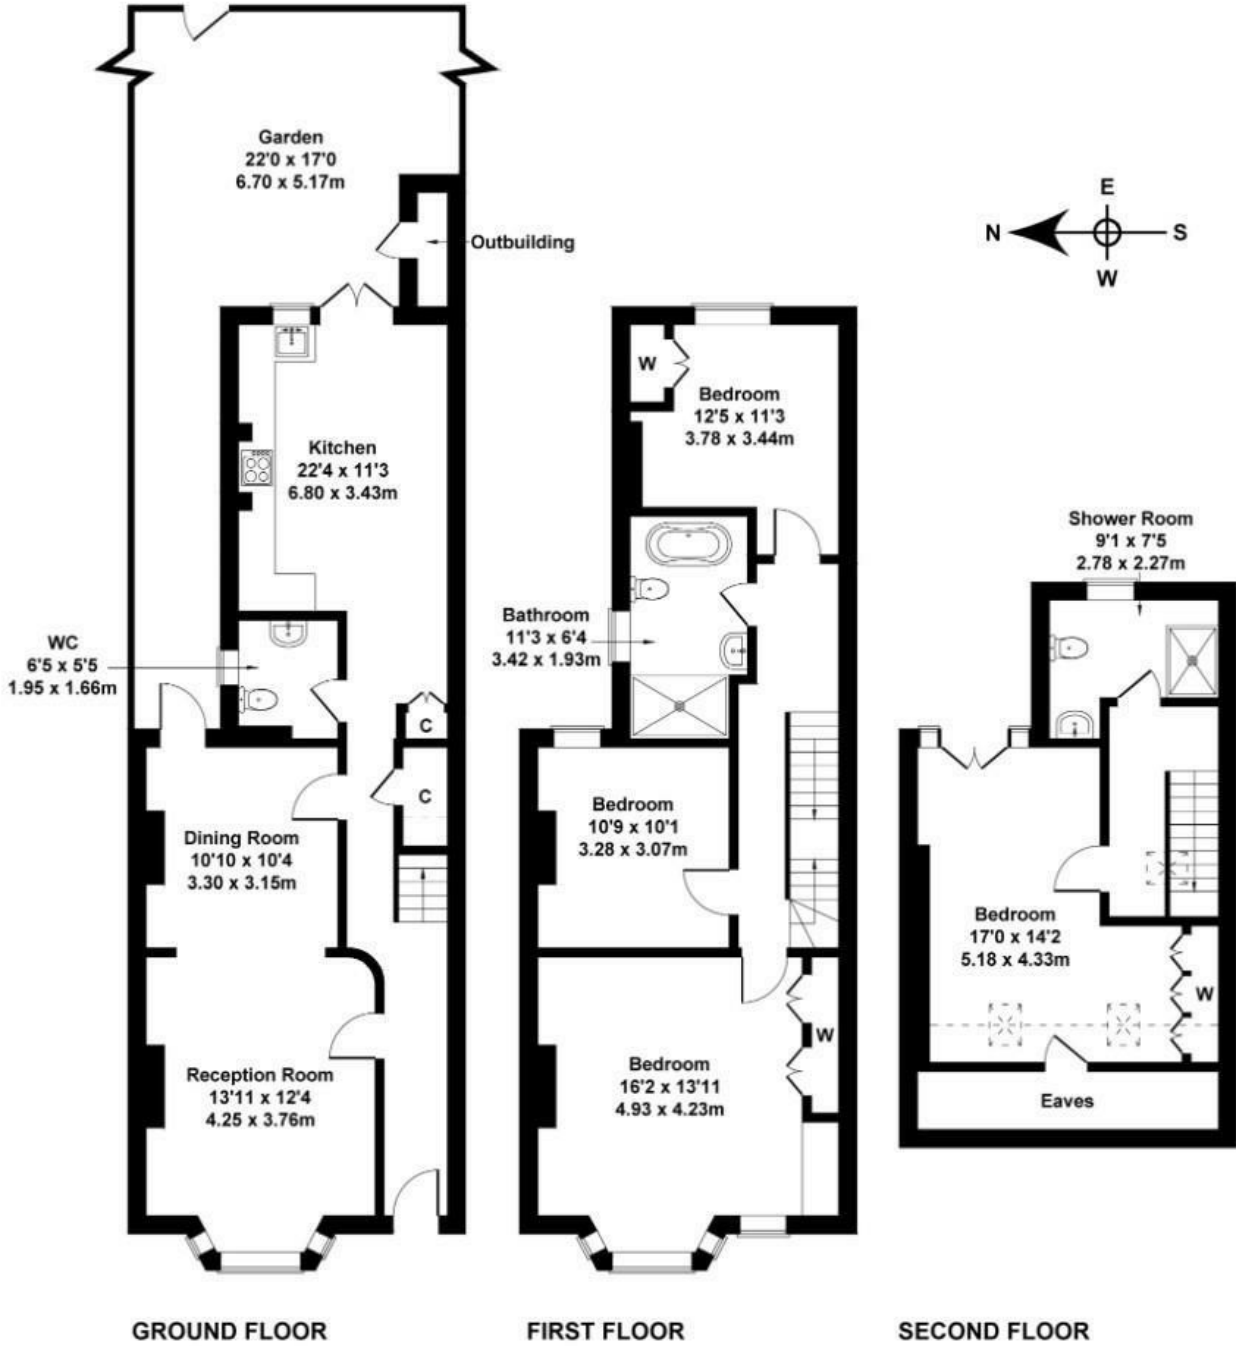 Garden
22'0 x 17'0
6.70 x 5.17m
Outbuilding
Kitchen
22'4 x 11'3
6.80 x 3.43m
WC
6'5 x 5'5
1.95 x 1.66m
C
C
Dining Room
10'10 x 10'4
3.30 x 3.15m
Reception Room
13'11 x 12'4
4.25 x 3.76m
GROUND FLOOR
W
Bedroom
12'5 x 11'3
3.78 x 3.44m
Bathroom
11'3 x 6'4
3.42 x 1.93m
Bedroom
10'9 x 10'1
3.28 x 3.07m
Bedroom
16'2 x 13'11
4.93 x 4.23m
W
FIRST FLOOR
E
N
S
W
Shower Room
9'1 x 7'5
2.78 x 2.27m
Bedroom
17'0 x 14'2
5.18 x 4.33m
W
Eaves
SECOND FLOOR